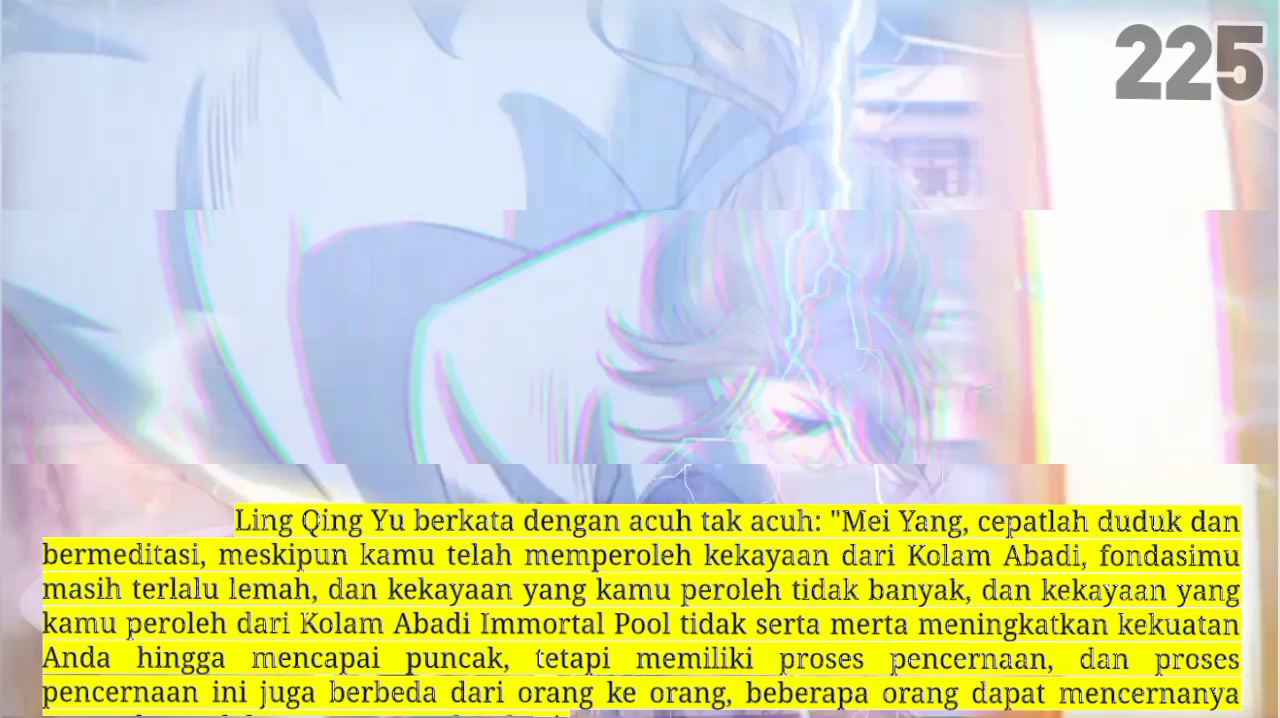 225
Ling Qing Yu berkata dengan acuh tak acuh: "Mei Yang, cepatlah duduk dan
bermeditasi, meskipun kamu telah memperoleh kekayaan dari Kolam Abadi, fondasimu
masih terlalu lemah, dan kekayaan yang kamu peroleh tidak banyak, dan kekayaan yang
kamu peroleh dari Kolam Abadi Immortal Pool tidak serta merta meningkatkan kekuatan
Anda hingga mencapai puncak, tetapi memiliki proses pencernaan, dan proses
pencernaan ini juga berbeda dari orang ke orang, beberapa orang dapat mencernanya